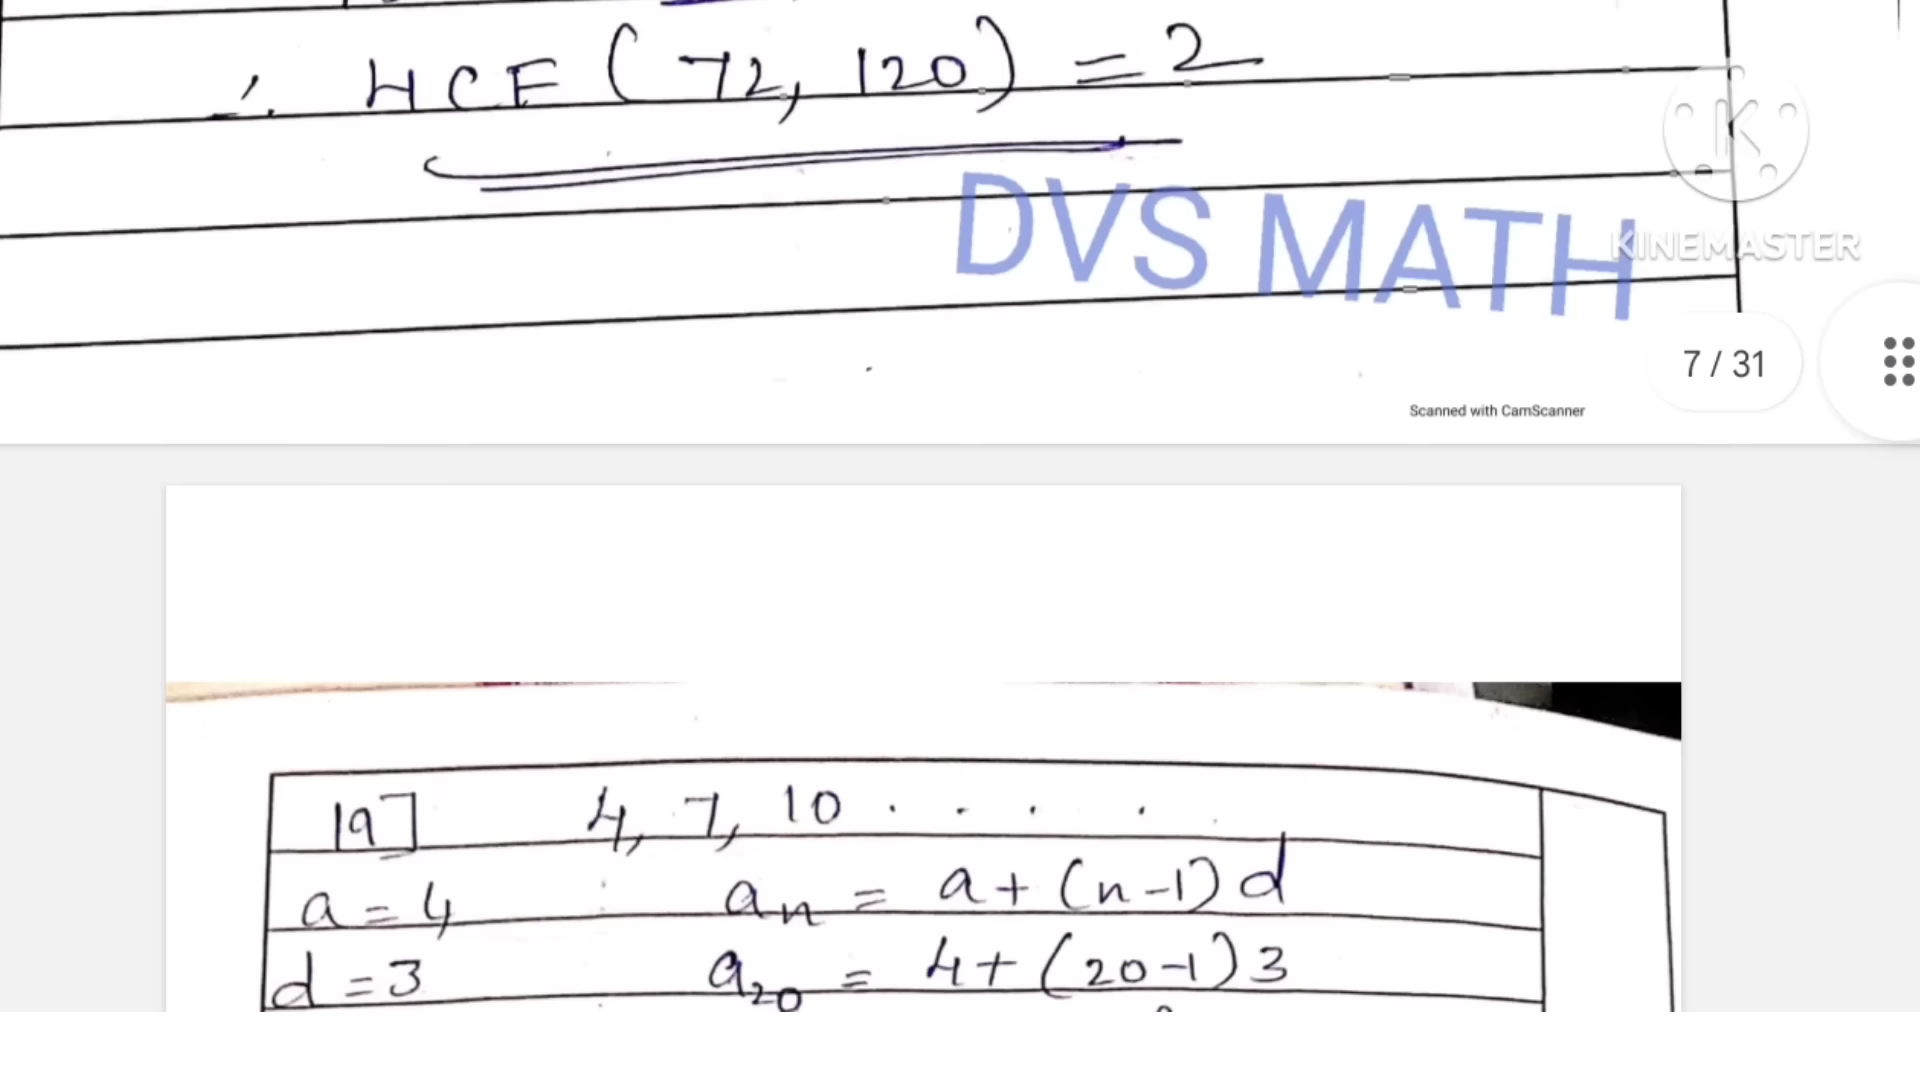 ∴ HCF (72, 120) = 2
DVS MATH
KINEMASTER
7 / 31
Scanned with CamScanner
19] 4, 7, 10 . . . .
a = 4 an = a + (n-1) d
d = 3 a20 = 4 + (20-1) 3